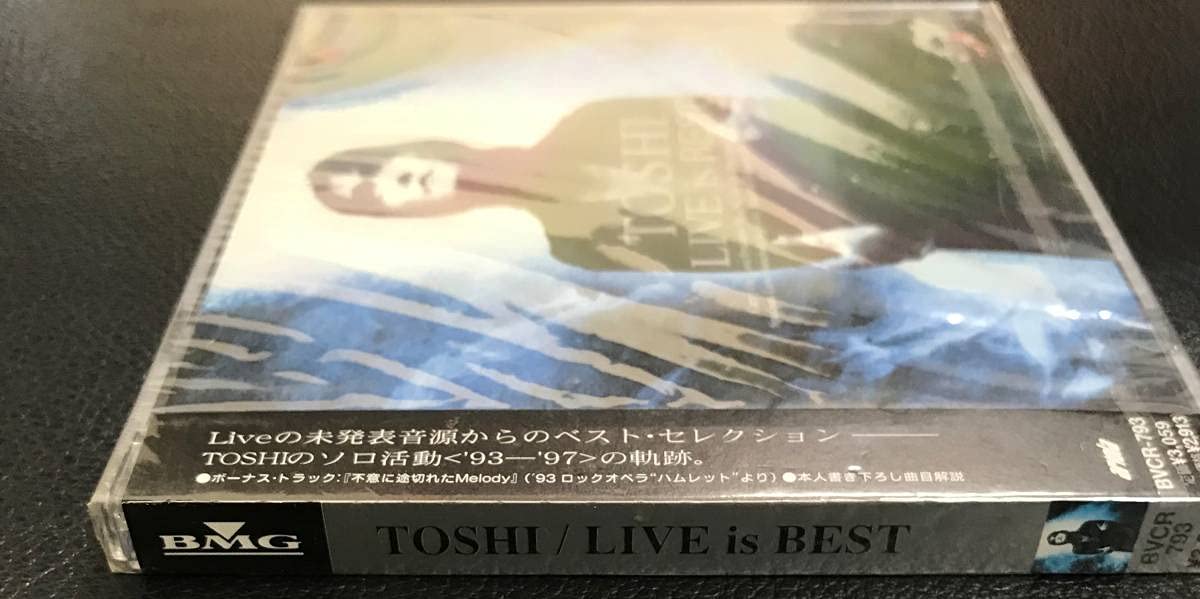 TOSHI
LIVE is BEST
Liveの未発表音源からのベスト・セレクション———
TOSHIのソロ活動<'93—'97>の軌跡。
●ボーナス・トラック:『不意に途切れたMelody』('93 ロックオペラ"ハムレット"より) ●本人書き下ろし曲目解説
BVCR-793
¥3,059
¥2,913
BMG
TOSHI / LIVE is BEST
BVCR
793